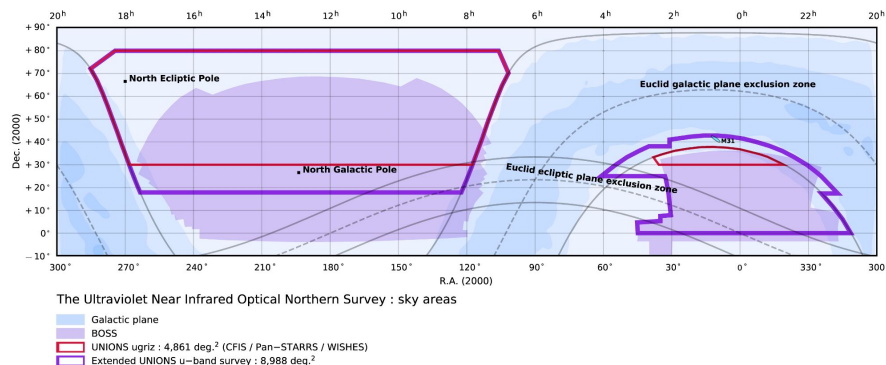 20h 18h 16h 14h 12h 10h 8h 6h 4h 2h 0h 22h 20h
+90°
+80°
+70°
+60°
+50°
+40°
+30°
+20°
+10°
0°
−10°
Dec. (2000)
North Ecliptic Pole
North Galactic Pole
Euclid galactic plane exclusion zone
M31
Euclid ecliptic plane exclusion zone
300° 270° 240° 210° 180° 150° 120° 90° 60° 30° 0° 330° 300°
R.A. (2000)
The Ultraviolet Near Infrared Optical Northern Survey : sky areas
Galactic plane
BOSS
UNIONS ugriz : 4,861 deg.² (CFIS / Pan−STARRS / WISHES)
Extended UNIONS u−band survey : 8,988 deg.²